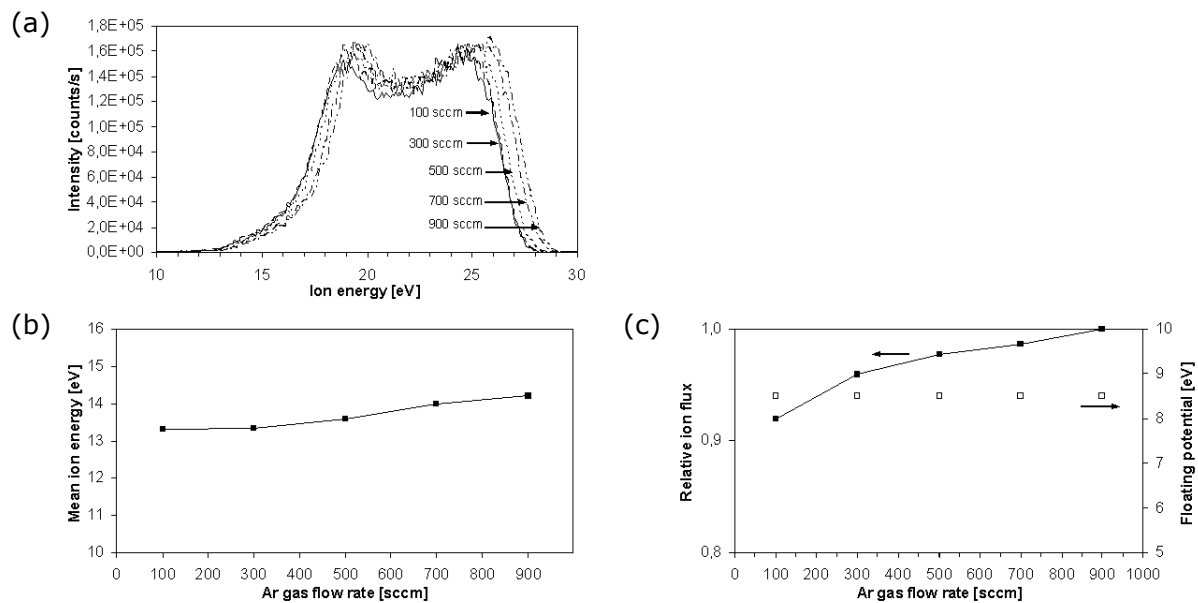 (a)
1,8E+05
1,6E+05
1,4E+05
1,2E+05
1,0E+05
8,0E+04
6,0E+04
4,0E+04
2,0E+04
0,0E+00
Intensity [counts/s]
100 sccm
300 sccm
500 sccm
700 sccm
900 sccm
10 15 20 25 30
Ion energy [eV]
(b)
16
15
14
13
12
11
10
Mean ion energy [eV]
0 100 200 300 400 500 600 700 800 900
Ar gas flow rate [sccm]
(c)
1,0
0,9
0,8
Relative ion flux
10
9
8
7
6
5
Floating potential [eV]
0 100 200 300 400 500 600 700 800 900 1000
Ar gas flow rate [sccm]